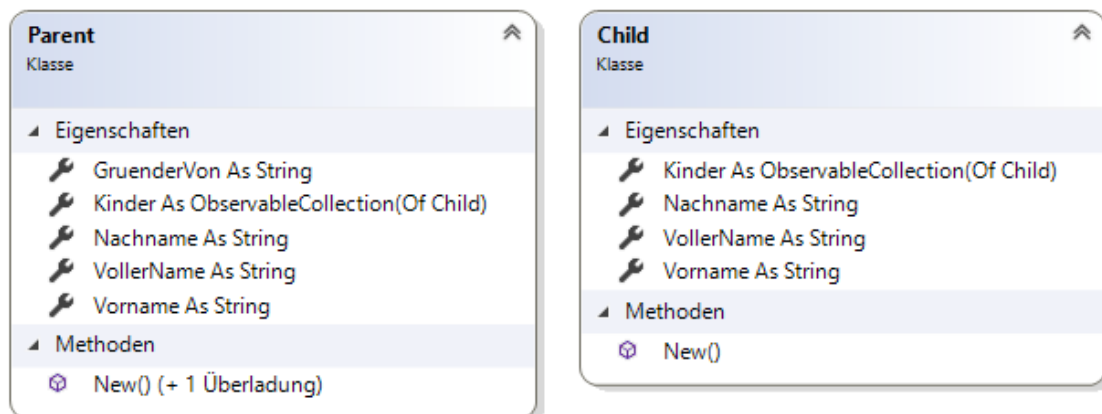 Parent
Klasse
Eigenschaften
GruenderVon As String
Kinder As ObservableCollection(Of Child)
Nachname As String
VollerName As String
Vorname As String
Methoden
New() (+ 1 Überladung)
Child
Klasse
Eigenschaften
Kinder As ObservableCollection(Of Child)
Nachname As String
VollerName As String
Vorname As String
Methoden
New()